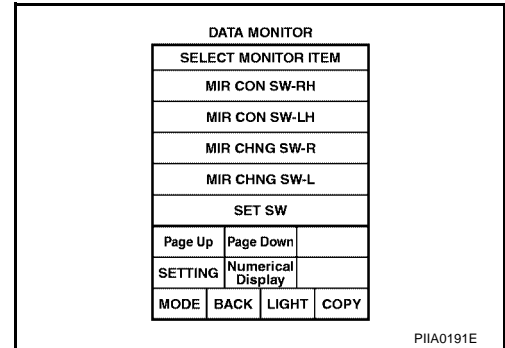 DATA MONITOR
SELECT MONITOR ITEM
MIR CON SW-RH
MIR CON SW-LH
MIR CHNG SW-R
MIR CHNG SW-L
SET SW
Page Up Page Down
SETTING Numerical Display
MODE BACK LIGHT COPY
PIIA0191E